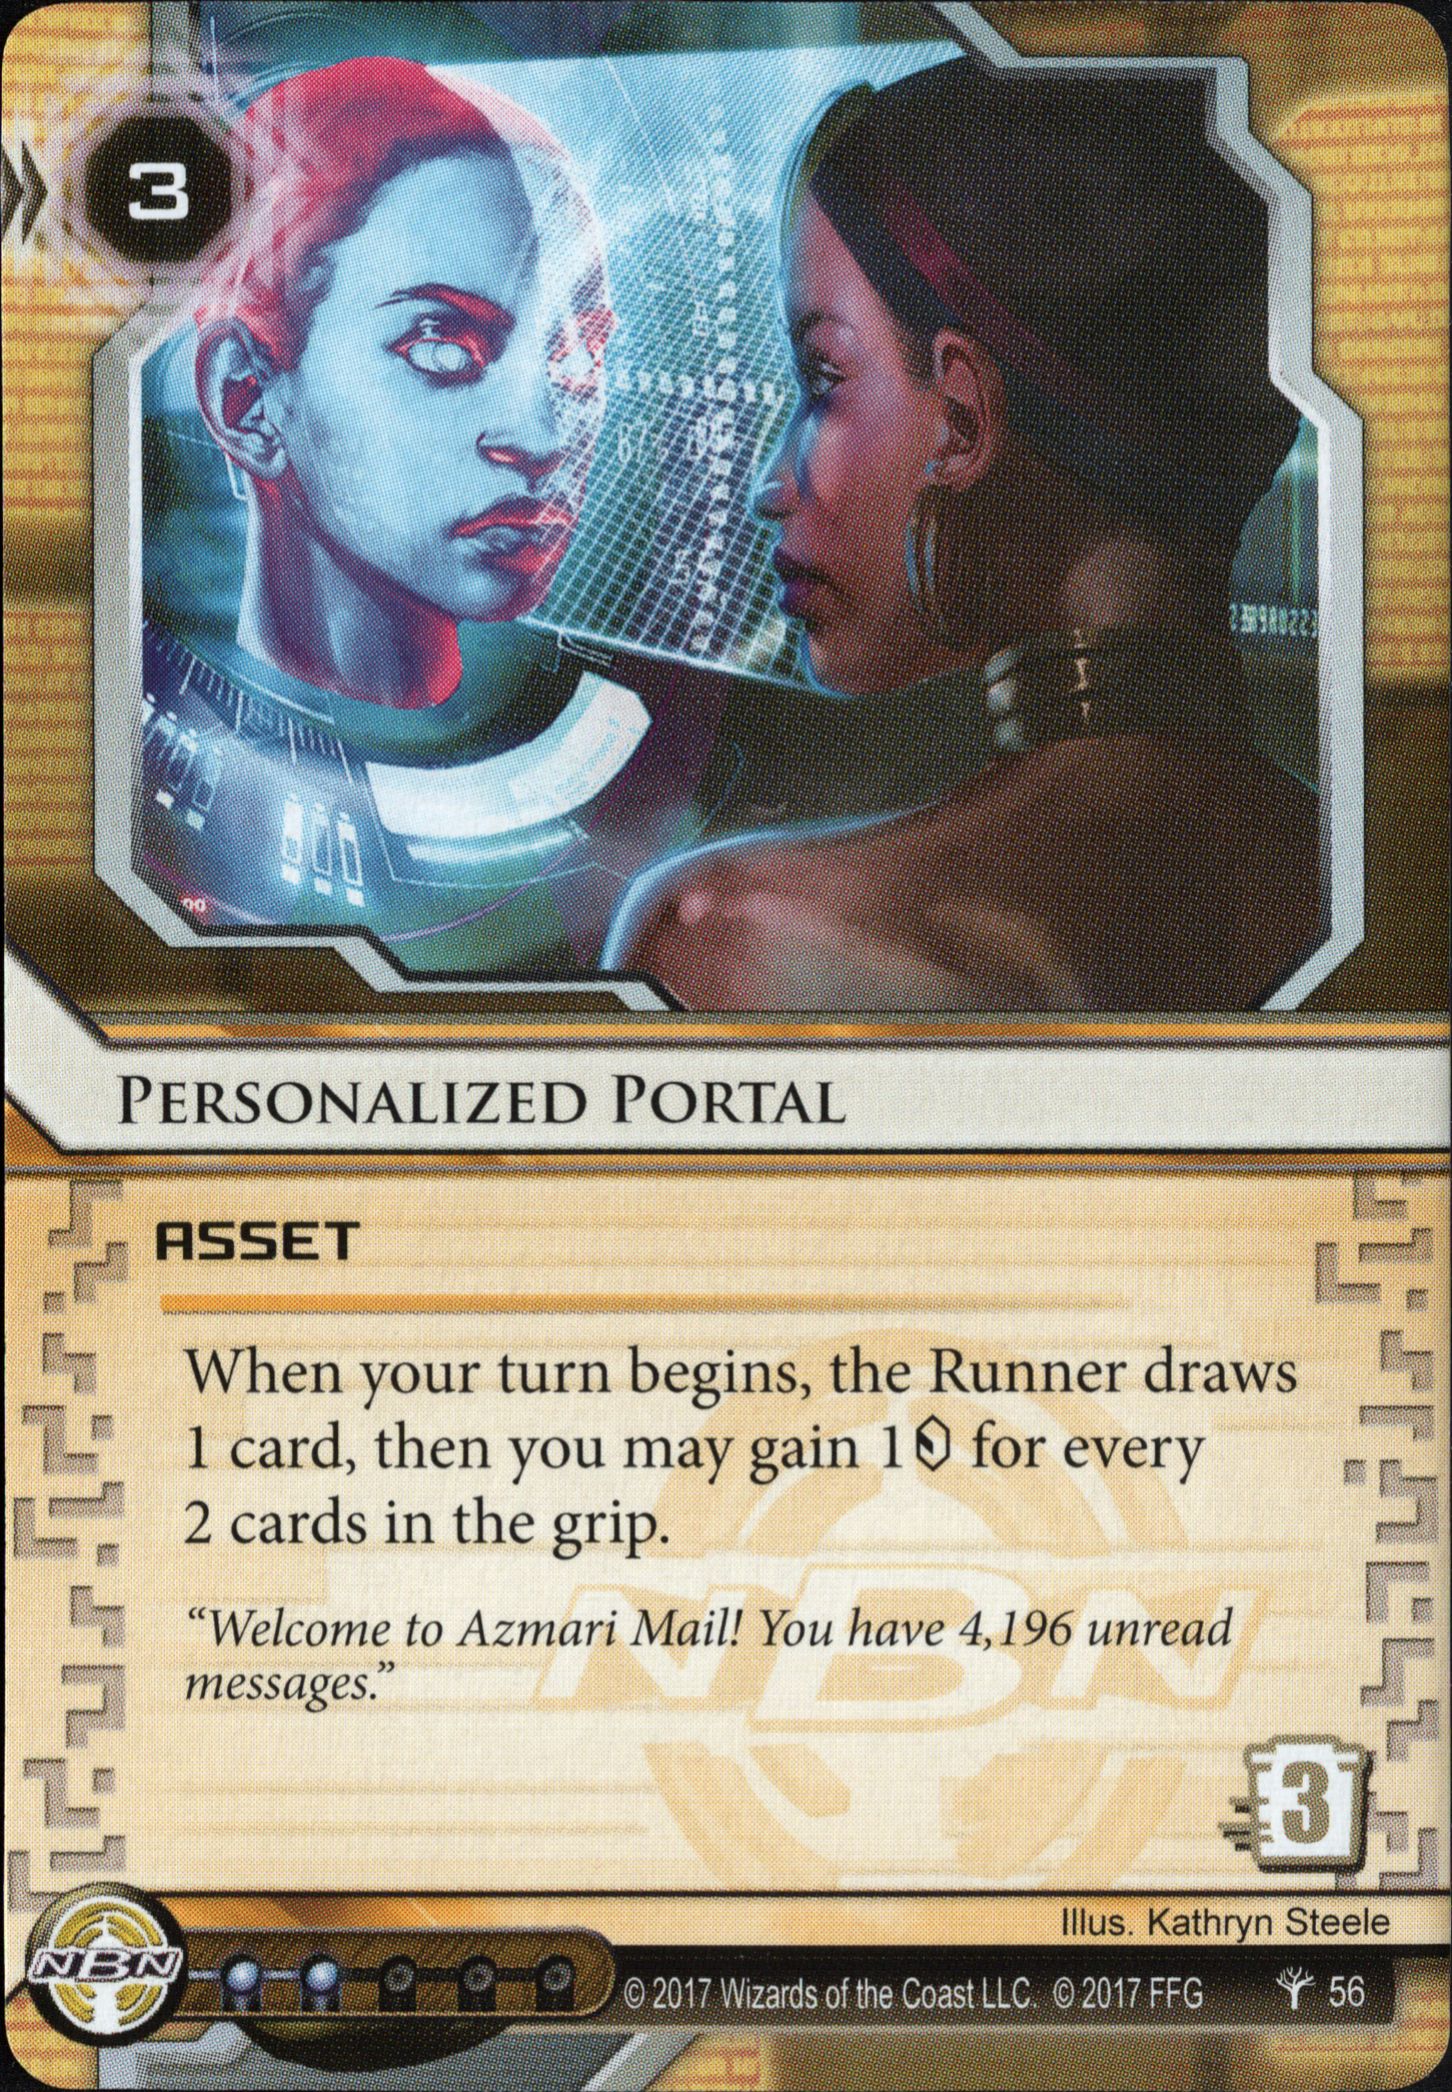 3
PERSONALIZED PORTAL
ASSET
When your turn begins, the Runner draws
1 card, then you may gain 1 for every
2 cards in the grip.
“Welcome to Azmari Mail! You have 4,196 unread
messages.”
3
Illus. Kathryn Steele
NBN
NBN
© 2017 Wizards of the Coast LLC. © 2017 FFG
56